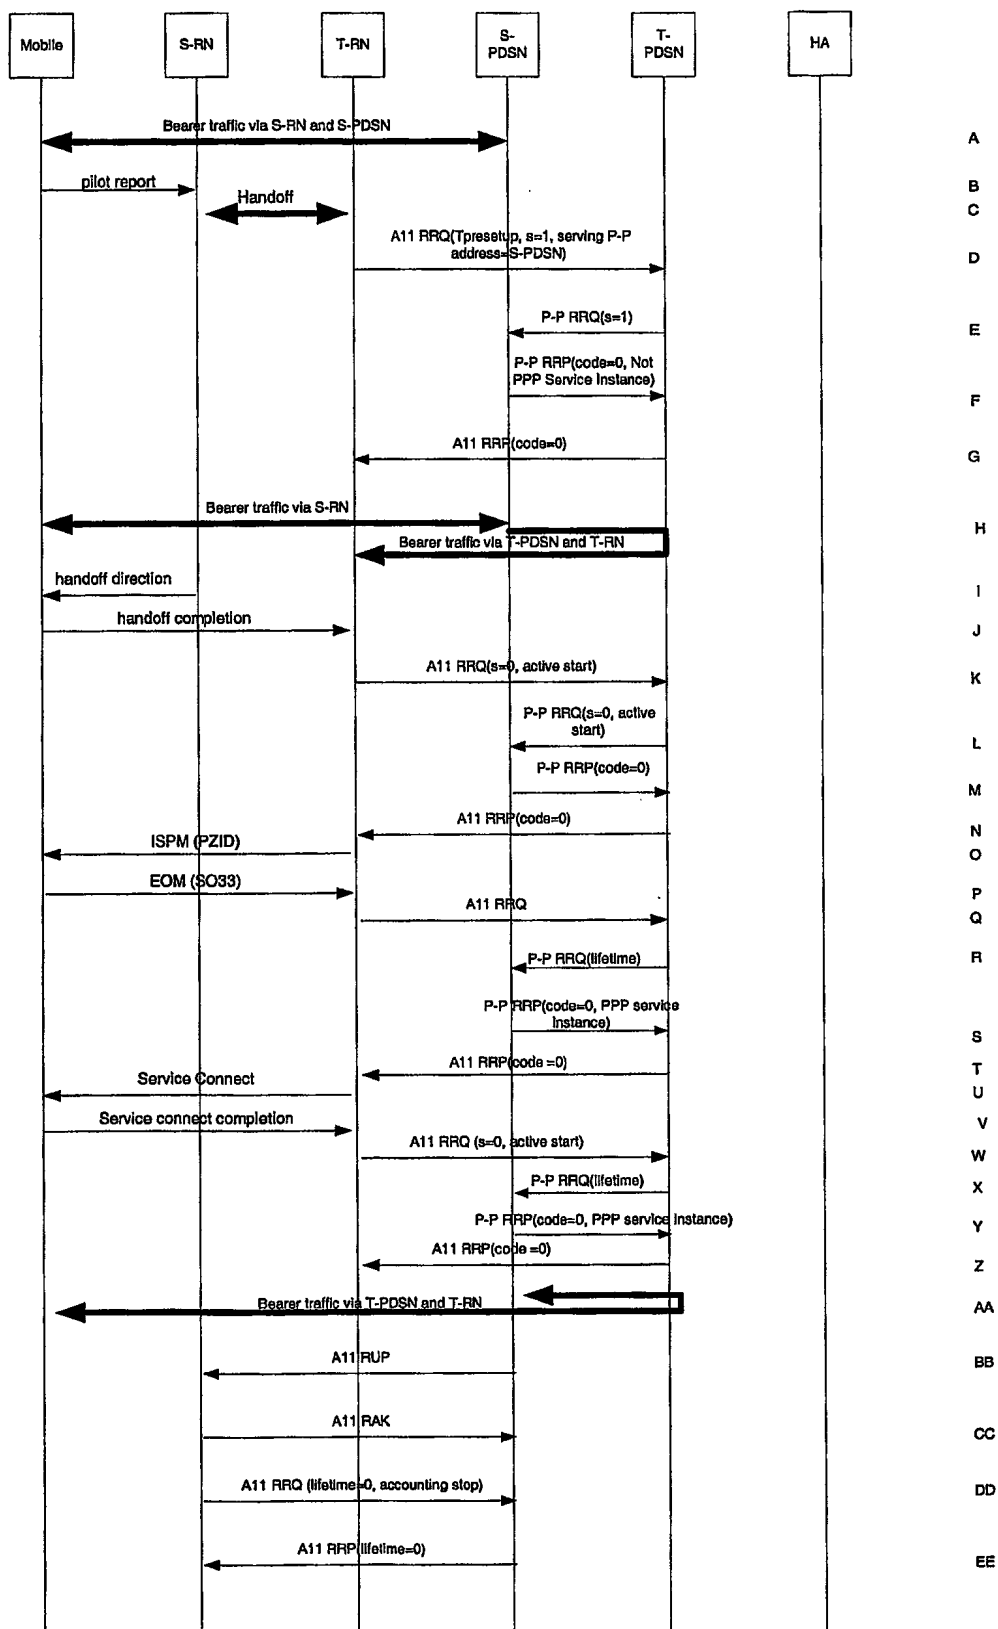 Mobile
S-RN
T-RN
S-
PDSN
T-
PDSN
HA
Bearer traffic via S-RN and S-PDSN
A
pilot report
B
Handoff
C
A11 RRQ(Tpresetup, s=1, serving P-P
address=S-PDSN)
D
P-P RRQ(s=1)
E
P-P RRP(code=0, Not
PPP Service Instance)
F
A11 RRP(code=0)
G
Bearer traffic via S-RN
H
Bearer traffic via T-PDSN and T-RN
handoff direction
I
handoff completion
J
A11 RRQ(s=0, active start)
K
P-P RRQ(s=0, active
start)
L
P-P RRP(code=0)
M
A11 RRP(code=0)
N
ISPM (PZID)
O
EOM (SO33)
P
A11 RRQ
Q
P-P RRQ(lifetime)
R
P-P RRP(code=0, PPP service
Instance)
S
A11 RRP(code =0)
T
Service Connect
U
Service connect completion
V
A11 RRQ (s=0, active start)
W
P-P RRQ(lifetime)
X
P-P RRP(code=0, PPP service Instance)
Y
A11 RRP(code =0)
Z
Bearer traffic via T-PDSN and T-RN
AA
A11 RUP
BB
A11 RAK
CC
A11 RRQ (lifetime=0, accounting stop)
DD
A11 RRP(lifetime=0)
EE